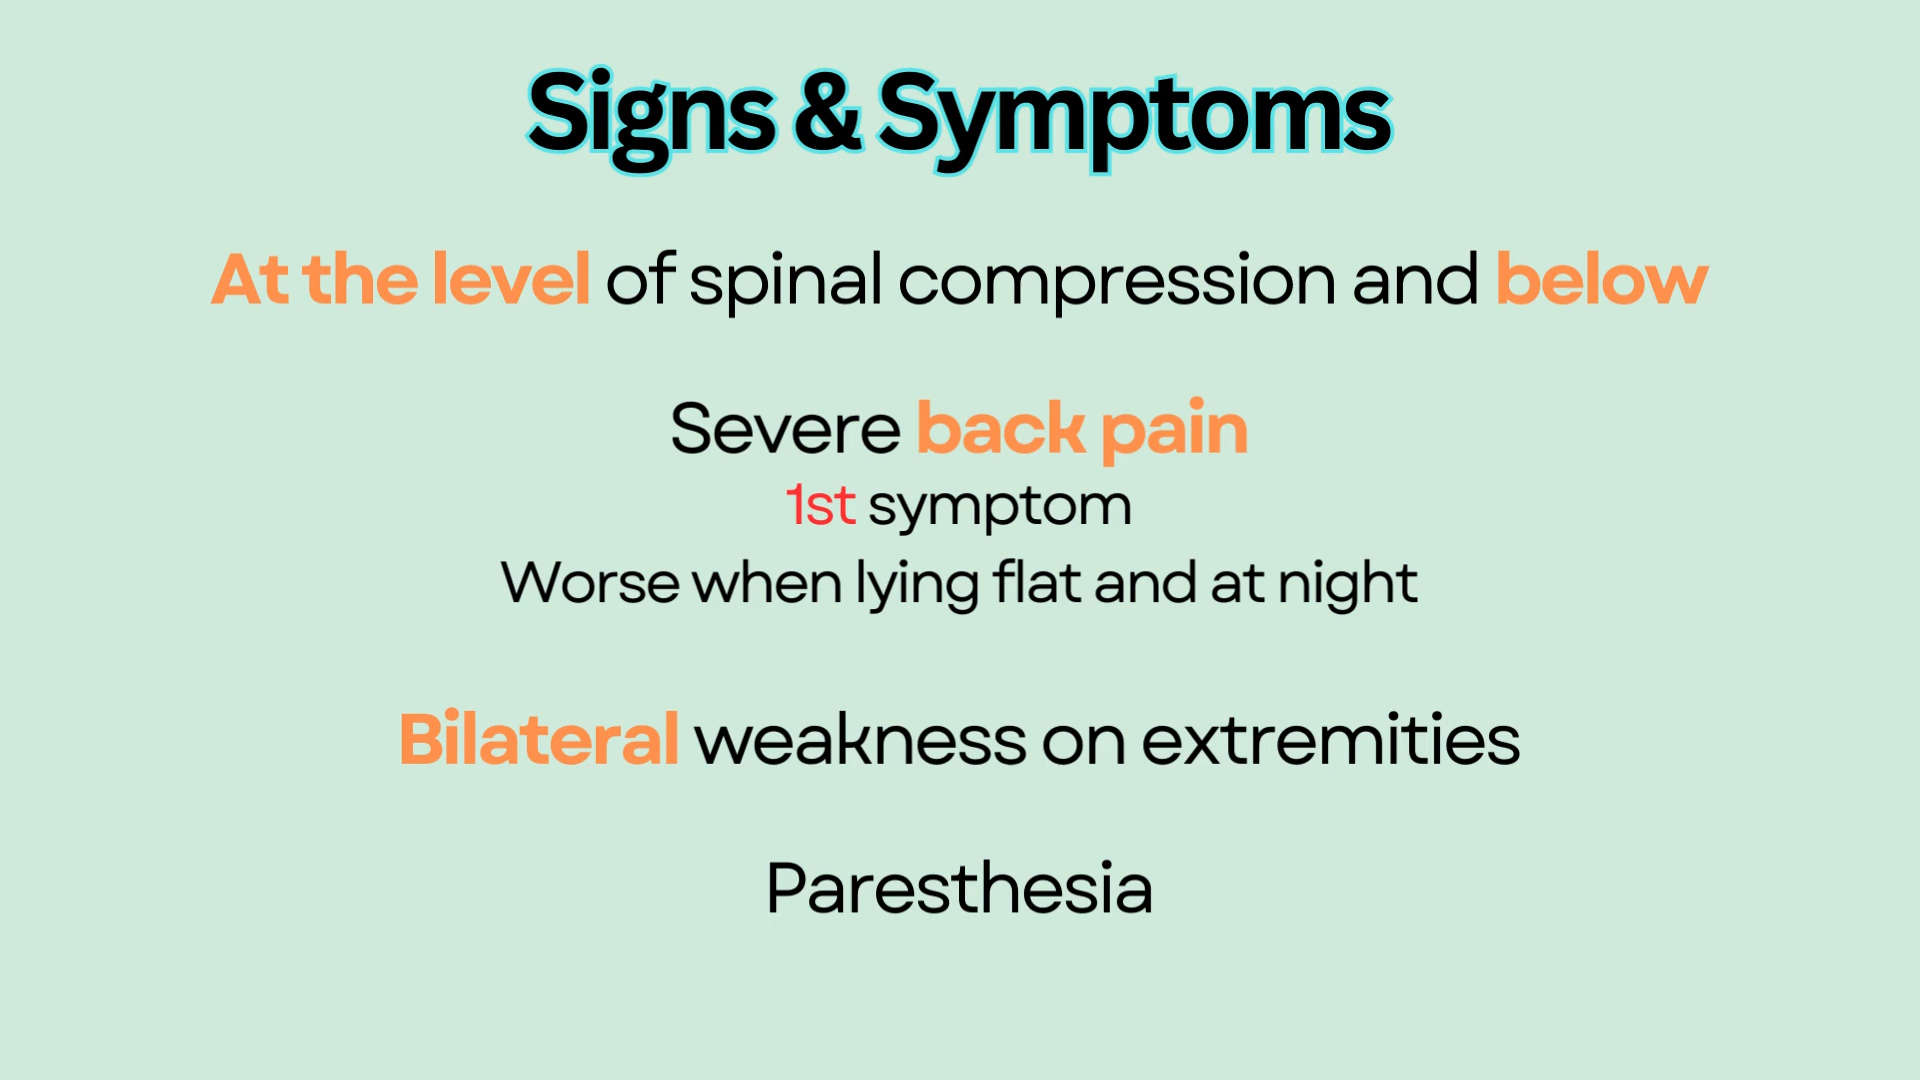 Signs & Symptoms
At the level of spinal compression and below
Severe back pain
1st symptom
Worse when lying flat and at night
Bilateral weakness on extremities
Paresthesia